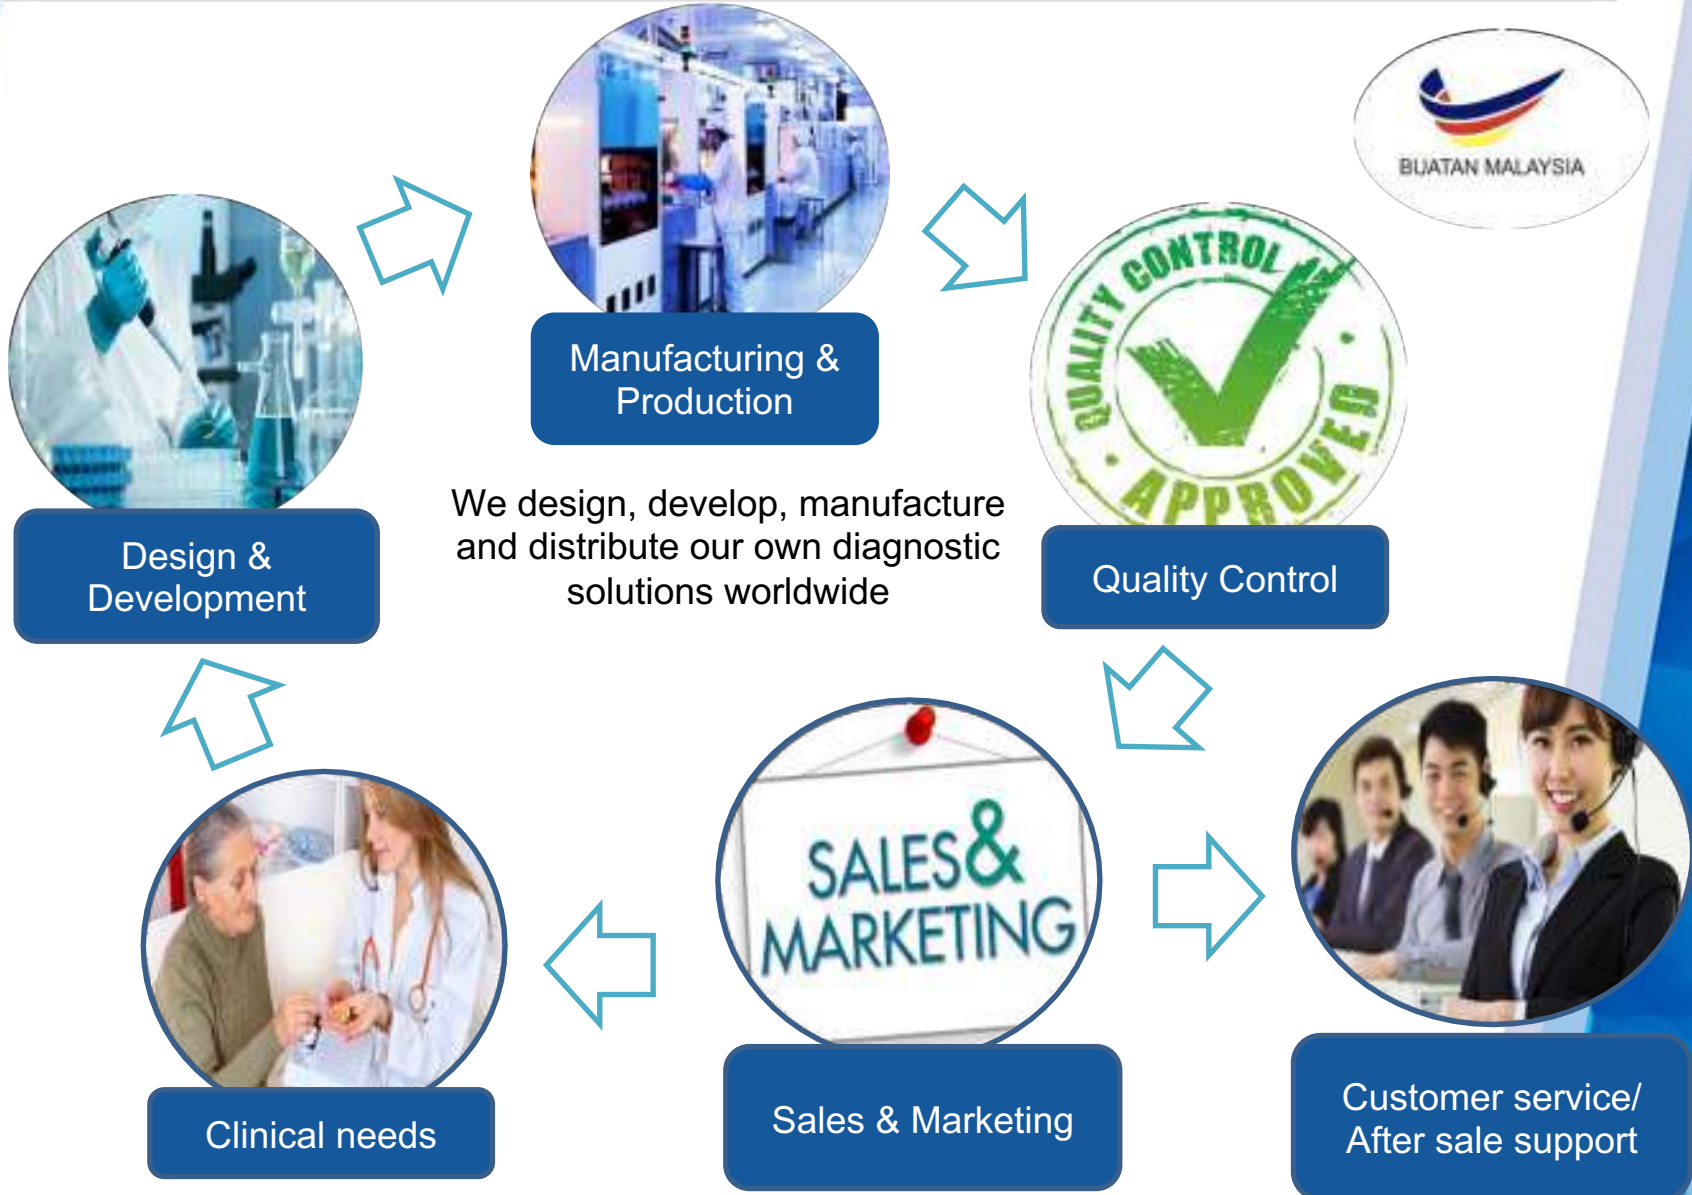 BUATAN MALAYSIA
QUALITY CONTROL
APPROVED
Manufacturing &
Production
We design, develop, manufacture
and distribute our own diagnostic
solutions worldwide
Design &
Development
Quality Control
SALES&
MARKETING
Clinical needs
Sales & Marketing
Customer service/
After sale support